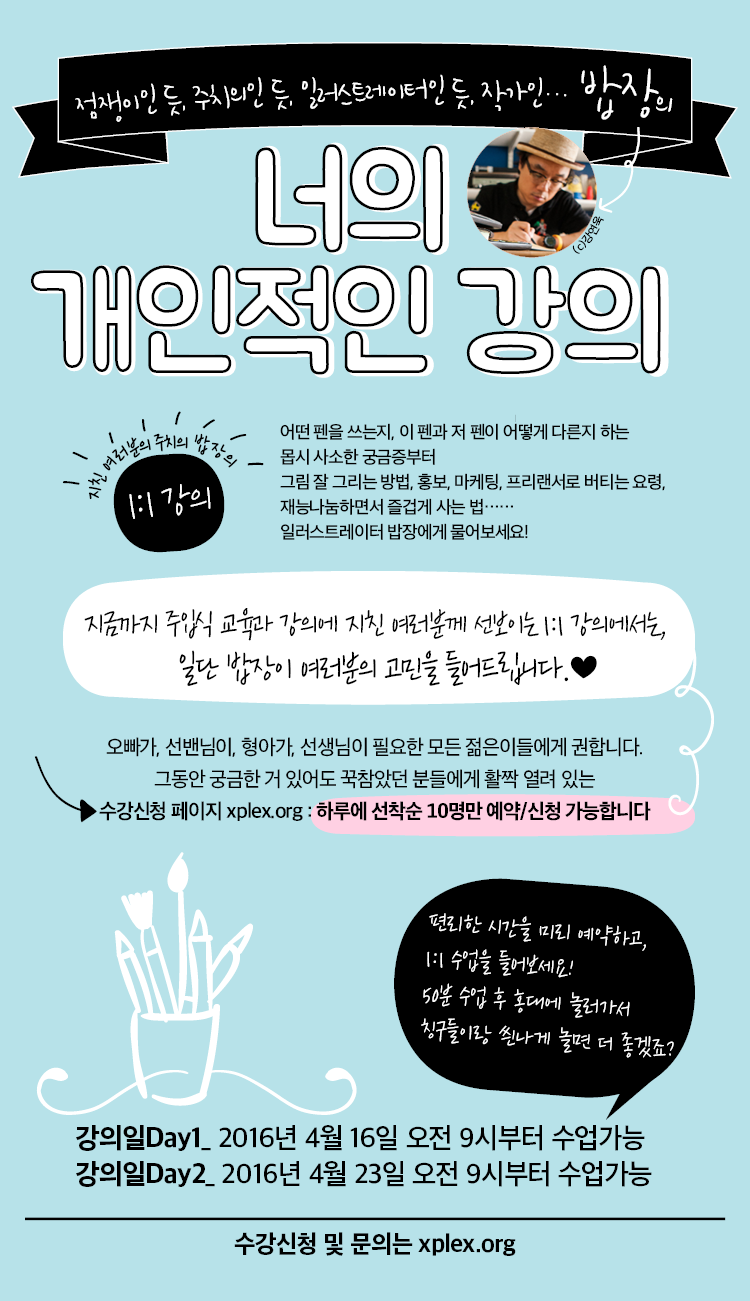 점쟁이인 듯, 주치의인 듯, 일러스트레이터인 듯, 작가인... 밥장의
너의
(c)강연욱
개인적인 강의
지친 여러분의 주치의 밥장의
1:1 강의
어떤 펜을 쓰는지, 이 펜과 저 펜이 어떻게 다른지 하는
몹시 사소한 궁금증부터
그림 잘 그리는 방법, 홍보, 마케팅, 프리랜서로 버티는 요령,
재능나눔하면서 즐겁게 사는 법……
일러스트레이터 밥장에게 물어보세요!
지금까지 주입식 교육과 강의에 지친 여러분께 선보이는 1:1 강의에서는,
일단 밥장이 여러분의 고민을 들어드립니다.♥
오빠가, 선밴님이, 형아가, 선생님이 필요한 모든 젊은이들에게 권합니다.
그동안 궁금한 거 있어도 꾹참았던 분들에게 활짝 열려 있는
수강신청 페이지 xplex.org : 하루에 선착순 10명만 예약/신청 가능합니다
편리한 시간을 미리 예약하고,
1:1 수업을 들어보세요!
50분 수업 후 홍대에 놀러가서
친구들이랑 씐나게 놀면 더 좋겠죠?
강의일Day1_ 2016년 4월 16일 오전 9시부터 수업가능
강의일Day2_ 2016년 4월 23일 오전 9시부터 수업가능
수강신청 및 문의는 xplex.org